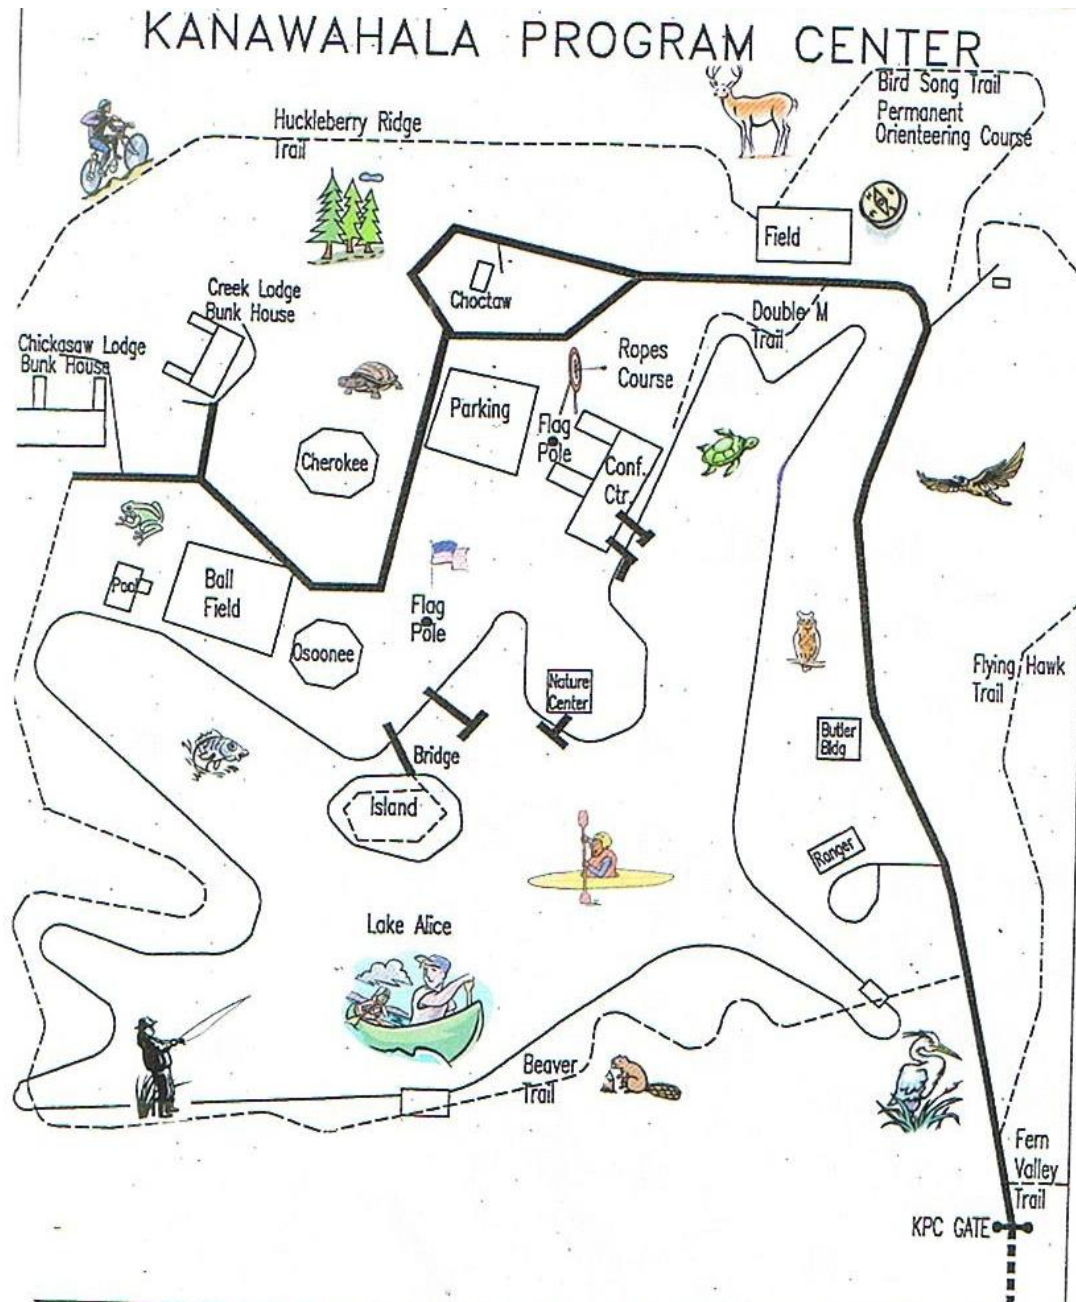 KANAWAHALA PROGRAM CENTER
Bird Song Trail
Permanent
Orienteering Course
Huckleberry Ridge
Trail
Field
Creek Lodge
Bunk House
Choctaw
Double M
Trail
Chickasaw Lodge
Bunk House
Ropes
Course
Parking
Flag
Pole
Cherokee
Conf.
Ctr.
Pool
Ball
Field
Flag
Pole
Osoonee
Nature
Center
Flying Hawk
Trail
Butler
Bldg
Bridge
Island
Ranger
Lake Alice
Beaver
Trail
Fern
Valley
Trail
KPC GATE